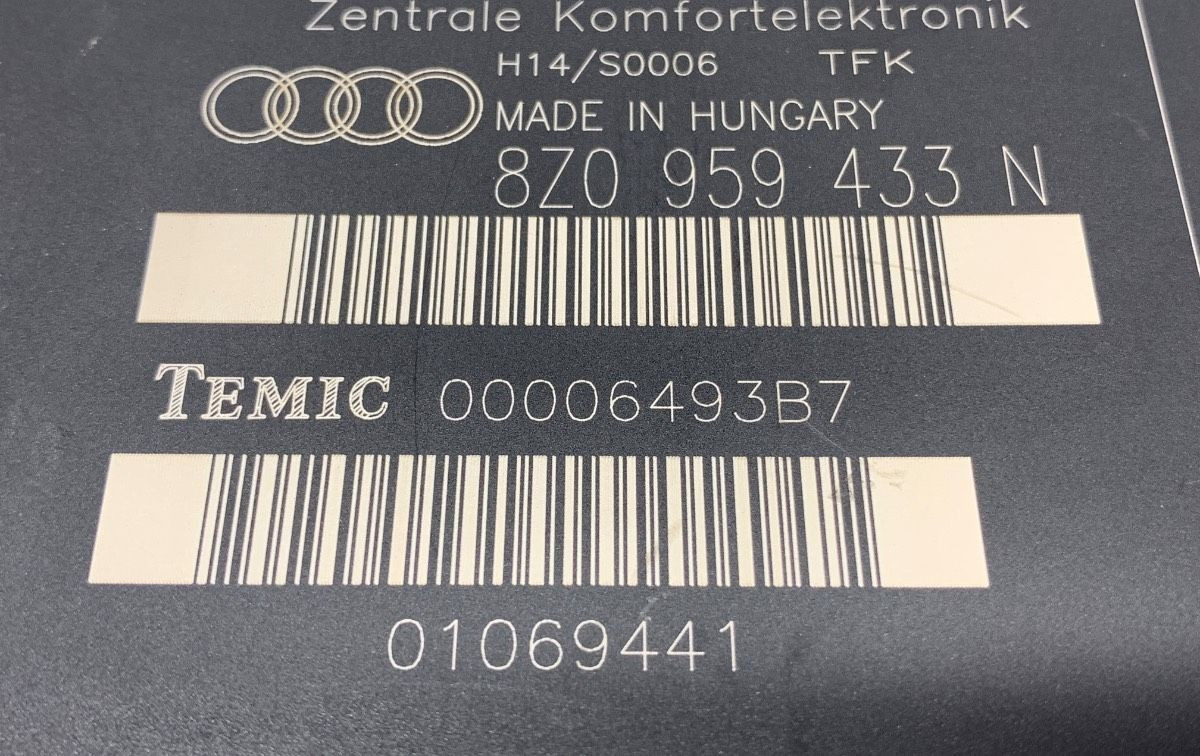 Zentrale Komfortelektronik
H14/S0006 TFK
MADE IN HUNGARY
8Z0 959 433 N
TEMIC 00006493B7
01069441